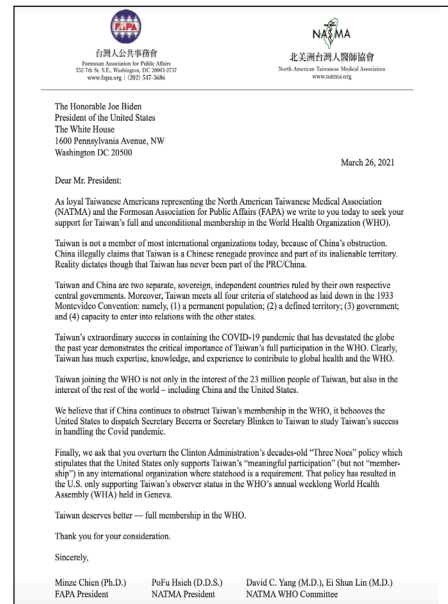 FAPA
台灣人公共事務會
Formosan Association for Public Affairs
552 7th St. S.E., Washington, DC 20003-2737
www.fapa.org | (202) 547-3686
NATMA
北美洲台灣人醫師協會
North American Taiwanese Medical Association
www.natma.org
The Honorable Joe Biden
President of the United States
The White House
1600 Pennsylvania Avenue, NW
Washington DC 20500
March 26, 2021
Dear Mr. President:
As loyal Taiwanese Americans representing the North American Taiwanese Medical Association
(NATMA) and the Formosan Association for Public Affairs (FAPA) we write to you today to seek your
support for Taiwan's full and unconditional membership in the World Health Organization (WHO).
Taiwan is not a member of most international organizations today, because of China's obstruction.
China illegally claims that Taiwan is a Chinese renegade province and part of its inalienable territory.
Reality dictates though that Taiwan has never been part of the PRC/China.
Taiwan and China are two separate, sovereign, independent countries ruled by their own respective
central governments. Moreover, Taiwan meets all four criteria of statehood as laid down in the 1933
Montevideo Convention: namely, (1) a permanent population; (2) a defined territory; (3) government;
and (4) capacity to enter into relations with the other states.
Taiwan's extraordinary success in containing the COVID-19 pandemic that has devastated the globe
the past year demonstrates the critical importance of Taiwan's full participation in the WHO. Clearly,
Taiwan has much expertise, knowledge, and experience to contribute to global health and the WHO.
Taiwan joining the WHO is not only in the interest of the 23 million people of Taiwan, but also in the
interest of the rest of the world – including China and the United States.
We believe that if China continues to obstruct Taiwan's membership in the WHO, it behooves the
United States to dispatch Secretary Becerra or Secretary Blinken to Taiwan to study Taiwan's success
in handling the Covid pandemic.
Finally, we ask that you overturn the Clinton Administration's decades-old "Three Noes" policy which
stipulates that the United States only supports Taiwan's "meaningful participation" (but not "member-
ship") in any international organization where statehood is a requirement. That policy has resulted in
the U.S. only supporting Taiwan's observer status in the WHO's annual weeklong World Health
Assembly (WHA) held in Geneva.
Taiwan deserves better — full membership in the WHO.
Thank you for your consideration.
Sincerely,
Minze Chien (Ph.D.) PoFu Hsieh (D.D.S.) David C. Yang (M.D.), Ei Shun Lin (M.D.)
FAPA President NATMA President NATMA WHO Committee